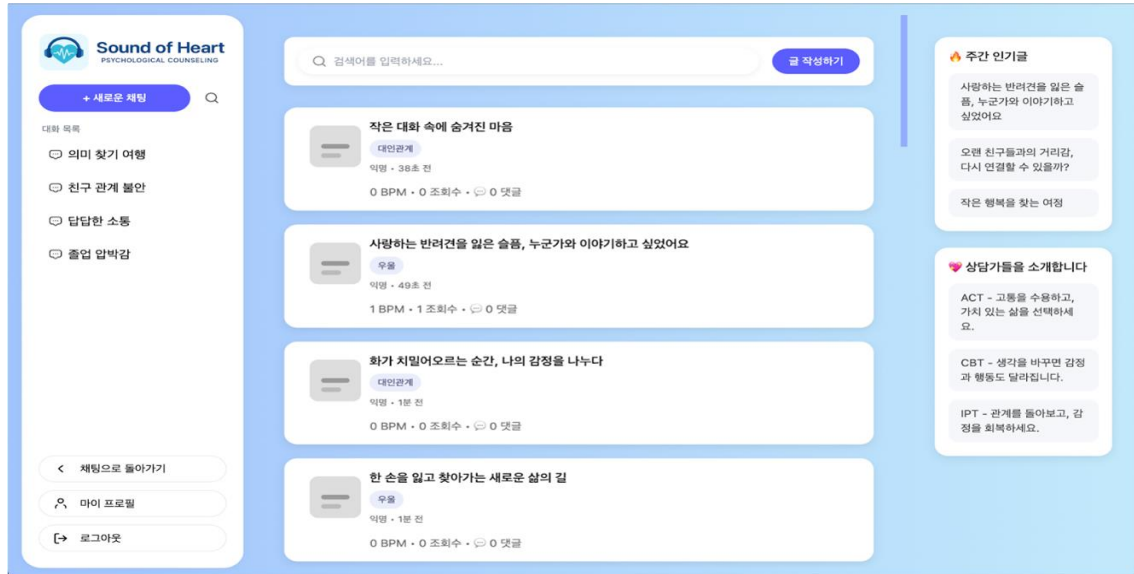 Sound of Heart
PSYCHOLOGICAL COUNSELING
+ 새로운 채팅
대화 목록
의미 찾기 여행
친구 관계 불안
답답한 소통
졸업 압박감
채팅으로 돌아가기
마이 프로필
로그아웃
검색어를 입력하세요...
글 작성하기
작은 대화 속에 숨겨진 마음
대인관계
익명 • 38초 전
0 BPM • 0 조회수 • 💬 0 댓글
사랑하는 반려견을 잃은 슬픔, 누군가와 이야기하고 싶었어요
우울
익명 • 49초 전
1 BPM • 1 조회수 • 💬 0 댓글
화가 치밀어오르는 순간, 나의 감정을 나누다
대인관계
익명 • 1분 전
0 BPM • 0 조회수 • 💬 0 댓글
한 손을 잃고 찾아가는 새로운 삶의 길
우울
익명 • 1분 전
0 BPM • 0 조회수 • 💬 0 댓글
🔥 주간 인기글
사랑하는 반려견을 잃은 슬
픔, 누군가와 이야기하고
싶었어요
오랜 친구들과의 거리감,
다시 연결할 수 있을까?
작은 행복을 찾는 여정
💖 상담가들을 소개합니다
ACT - 고통을 수용하고,
가치 있는 삶을 선택하세
요.
CBT - 생각을 바꾸면 감정
과 행동도 달라집니다.
IPT - 관계를 돌아보고, 감
정을 회복하세요.